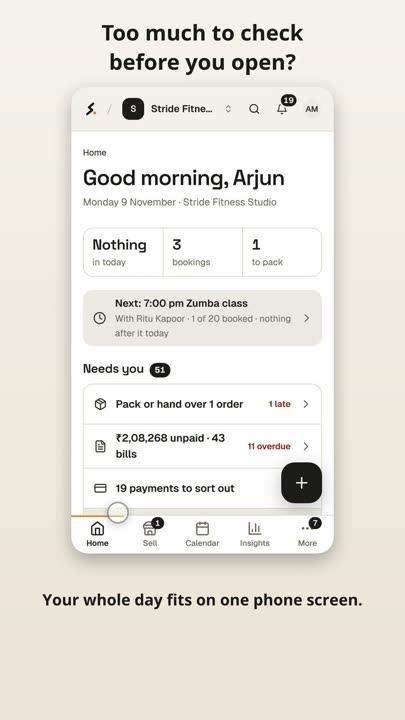 Too much to check
before you open?
S
Stride Fitne...
19
AM
Home
Good morning, Arjun
Monday 9 November · Stride Fitness Studio
Nothing
in today
3
bookings
1
to pack
Next: 7:00 pm Zumba class
With Ritu Kapoor · 1 of 20 booked · nothing
after it today
Needs you 51
Pack or hand over 1 order
1 late
₹2,08,268 unpaid · 43
bills
11 overdue
19 payments to sort out
Home
1
Sell
Calendar
Insights
7
More
Your whole day fits on one phone screen.